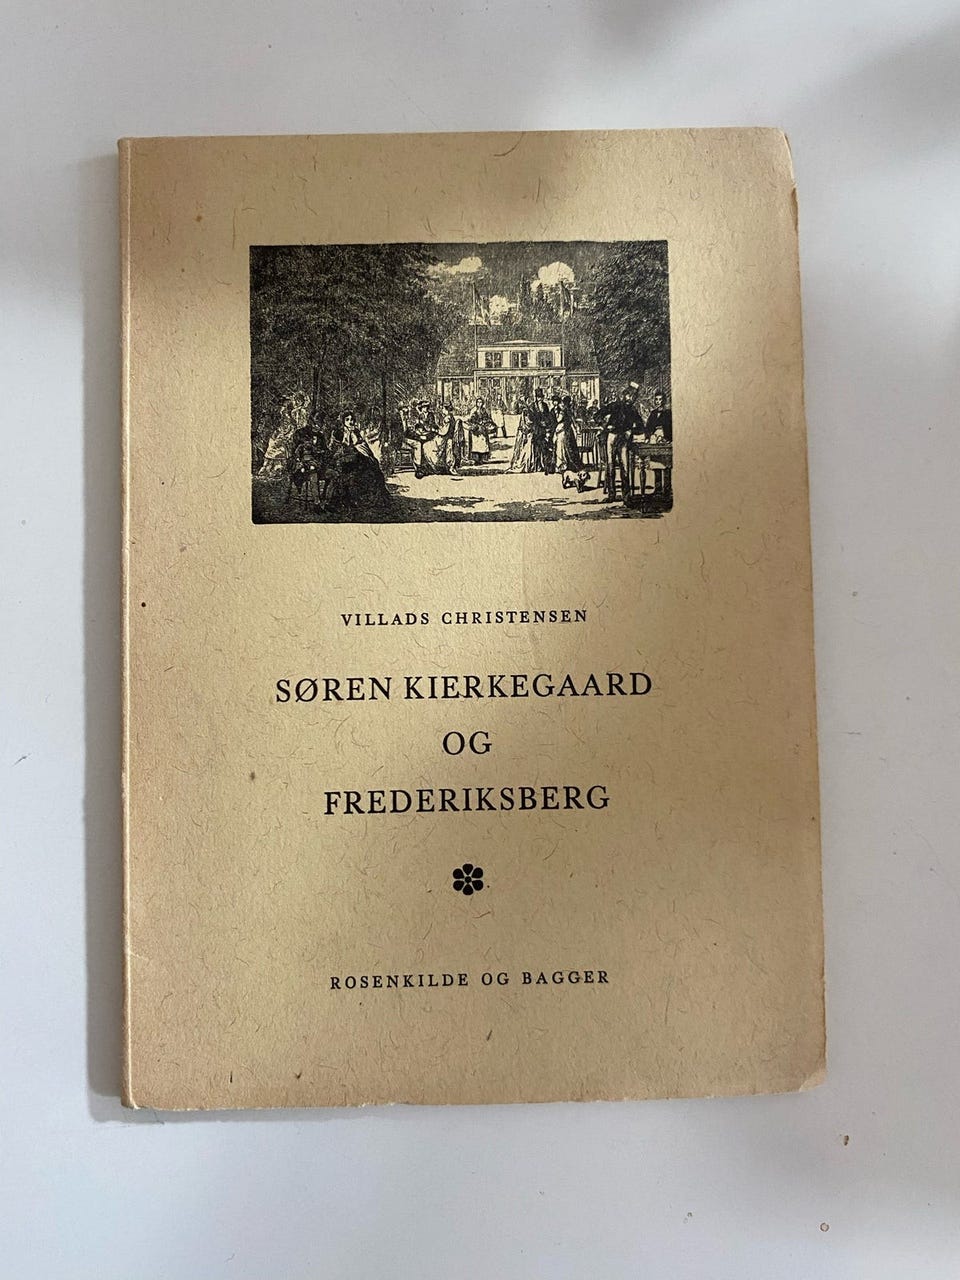 VILLADS CHRISTENSEN
SØREN KIERKEGAARD
OG
FREDERIKSBERG
ROSENKILDE OG BAGGER